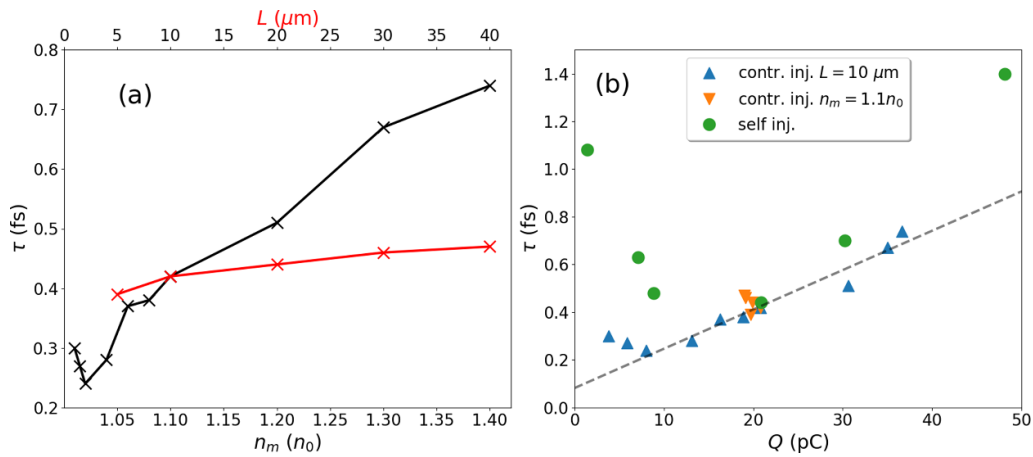 L (μm)
0 5 10 15 20 25 30 35 40
0.8
0.7
0.6
0.5
0.4
0.3
0.2
τ (fs)
(a)
1.05 1.10 1.15 1.20 1.25 1.30 1.35 1.40
n_m (n_0)
1.4
1.2
1.0
0.8
0.6
0.4
0.2
0.0
τ (fs)
(b)
contr. inj. L = 10 μm
contr. inj. n_m = 1.1n_0
self inj.
0 10 20 30 40 50
Q (pC)